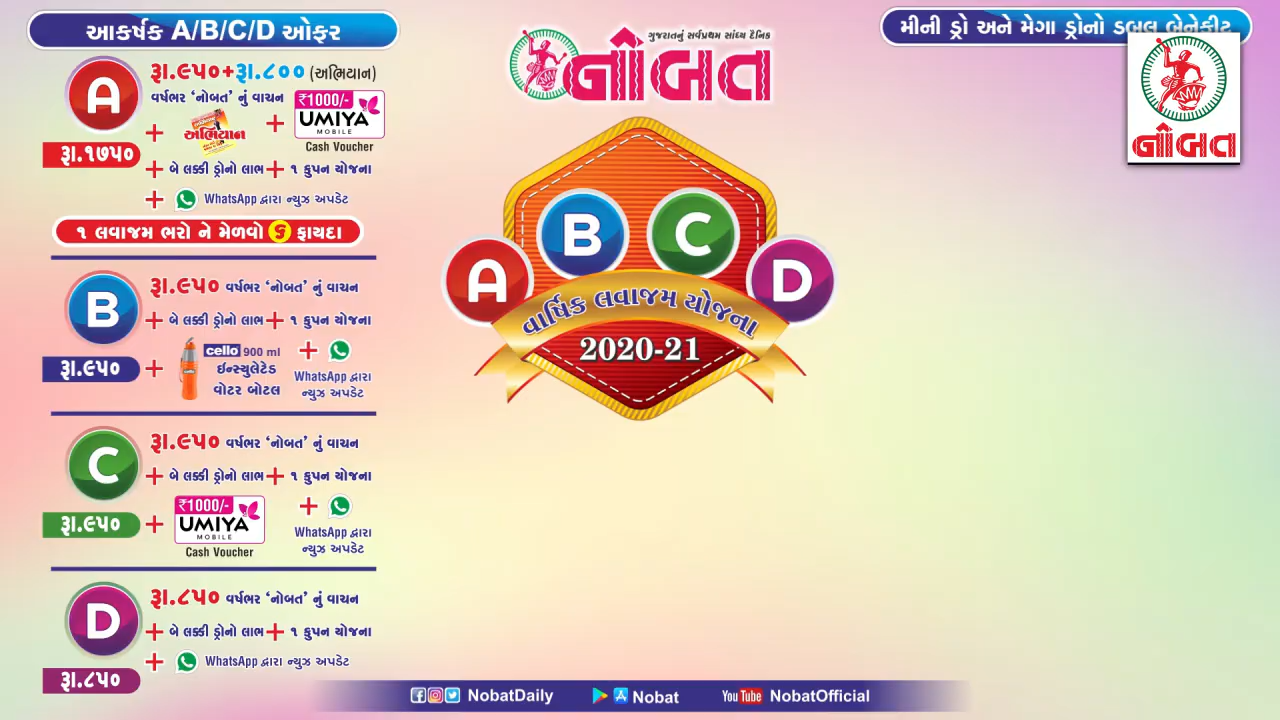 આકર્ષક A/B/C/D ઓફર
A
રૂા.૯૫૦+રૂા.૮૦૦ (અભિયાન)
વર્ષભર ‘નોબત’ નું વાચન
+ અભિયાન + ₹1000/-
UMIYA
MOBILE
Cash Voucher
રૂા.૧૭૫૦
+ બે લક્કી ડ્રોનો લાભ + ૧ કુપન યોજના
+ WhatsApp દ્વારા ન્યુઝ અપડેટ
૧ લવાજમ ભરો ને મેળવો ૬ ફાયદા
B
રૂા.૯૫૦ વર્ષભર ‘નોબત’ નું વાચન
+ બે લક્કી ડ્રોનો લાભ + ૧ કુપન યોજના
રૂા.૯૫૦
+ cello 900 ml
ઈન્સ્યુલેટેડ
વોટર બોટલ
+ WhatsApp દ્વારા
ન્યુઝ અપડેટ
C
રૂા.૯૫૦ વર્ષભર ‘નોબત’ નું વાચન
+ બે લક્કી ડ્રોનો લાભ + ૧ કુપન યોજના
રૂા.૯૫૦
+ ₹1000/-
UMIYA
MOBILE
Cash Voucher
+ WhatsApp દ્વારા
ન્યુઝ અપડેટ
D
રૂા.૮૫૦ વર્ષભર ‘નોબત’ નું વાચન
+ બે લક્કી ડ્રોનો લાભ + ૧ કુપન યોજના
+ WhatsApp દ્વારા ન્યુઝ અપડેટ
રૂા.૮૫૦
ગુજરાતનું સર્વપ્રથમ સાંધ્ય દૈનિક
નોબત
A B C D
વાર્ષિક લવાજમ યોજના
2020-21
મીની ડ્રો અને મેગા ડ્રોનો ડબલ બેનેફીટ
નોબત
NobatDaily Nobat YouTube NobatOfficial